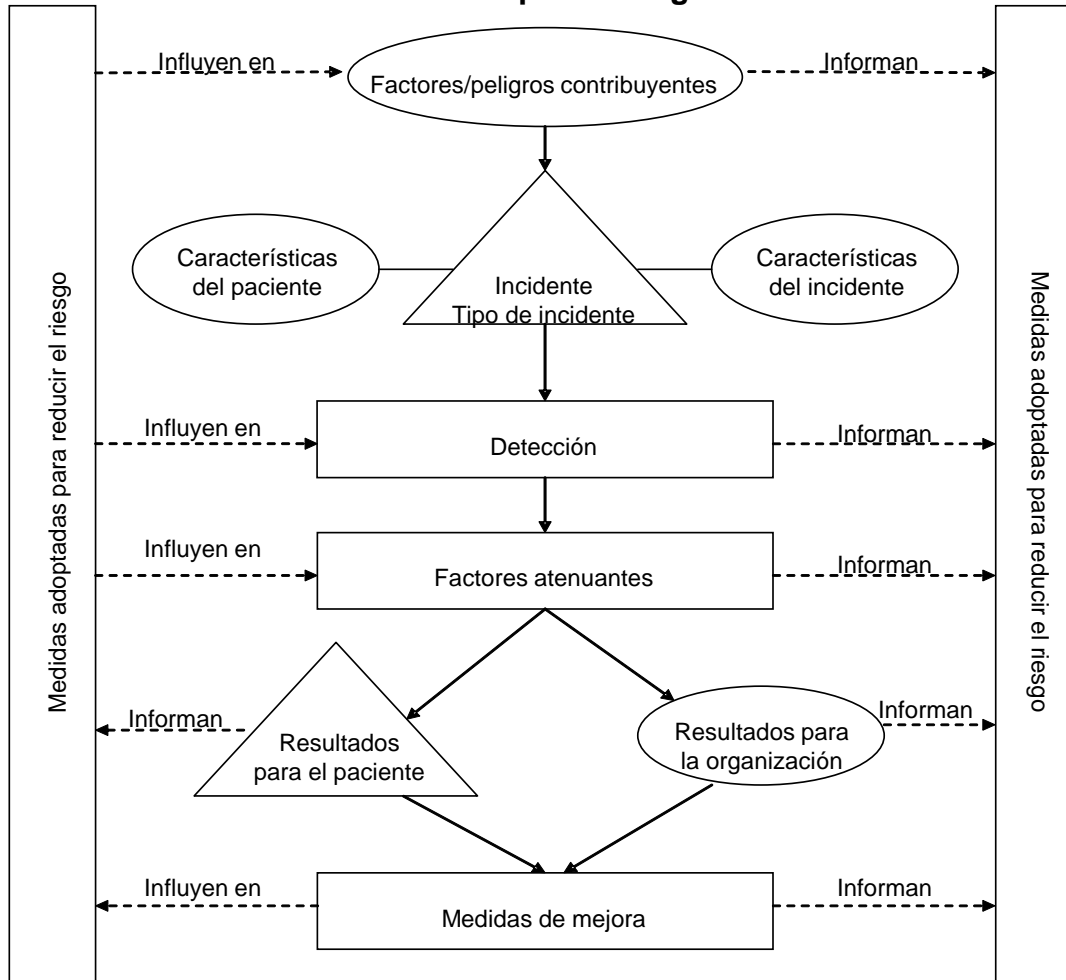 Influyen en
Informan
Factores/peligros contribuyentes
Características
del paciente
Características
del incidente
Incidente
Tipo de incidente
Medidas adoptadas para reducir el riesgo
Medidas adoptadas para reducir el riesgo
Influyen en
Detección
Informan
Influyen en
Factores atenuantes
Informan
Informan
Resultados
para el paciente
Resultados para
la organización
Informan
Influyen en
Medidas de mejora
Informan